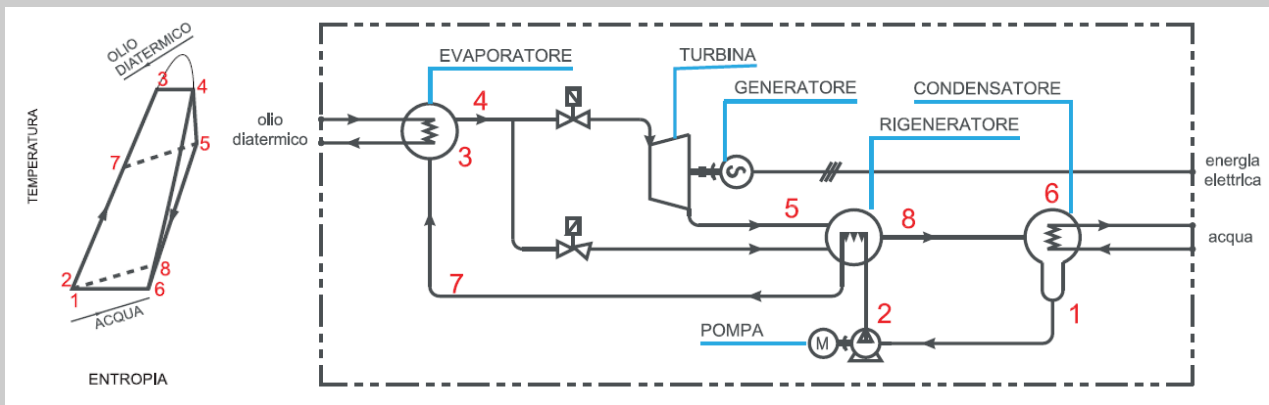 OLIO
DIATERMICO
3
4
5
7
2
1
8
6
ACQUA
TEMPERATURA
ENTROPIA
EVAPORATORE
TURBINA
GENERATORE
CONDENSATORE
RIGENERATORE
olio
diatermico
4
3
S
energia
elettrica
5
8
6
acqua
7
2
1
POMPA
M